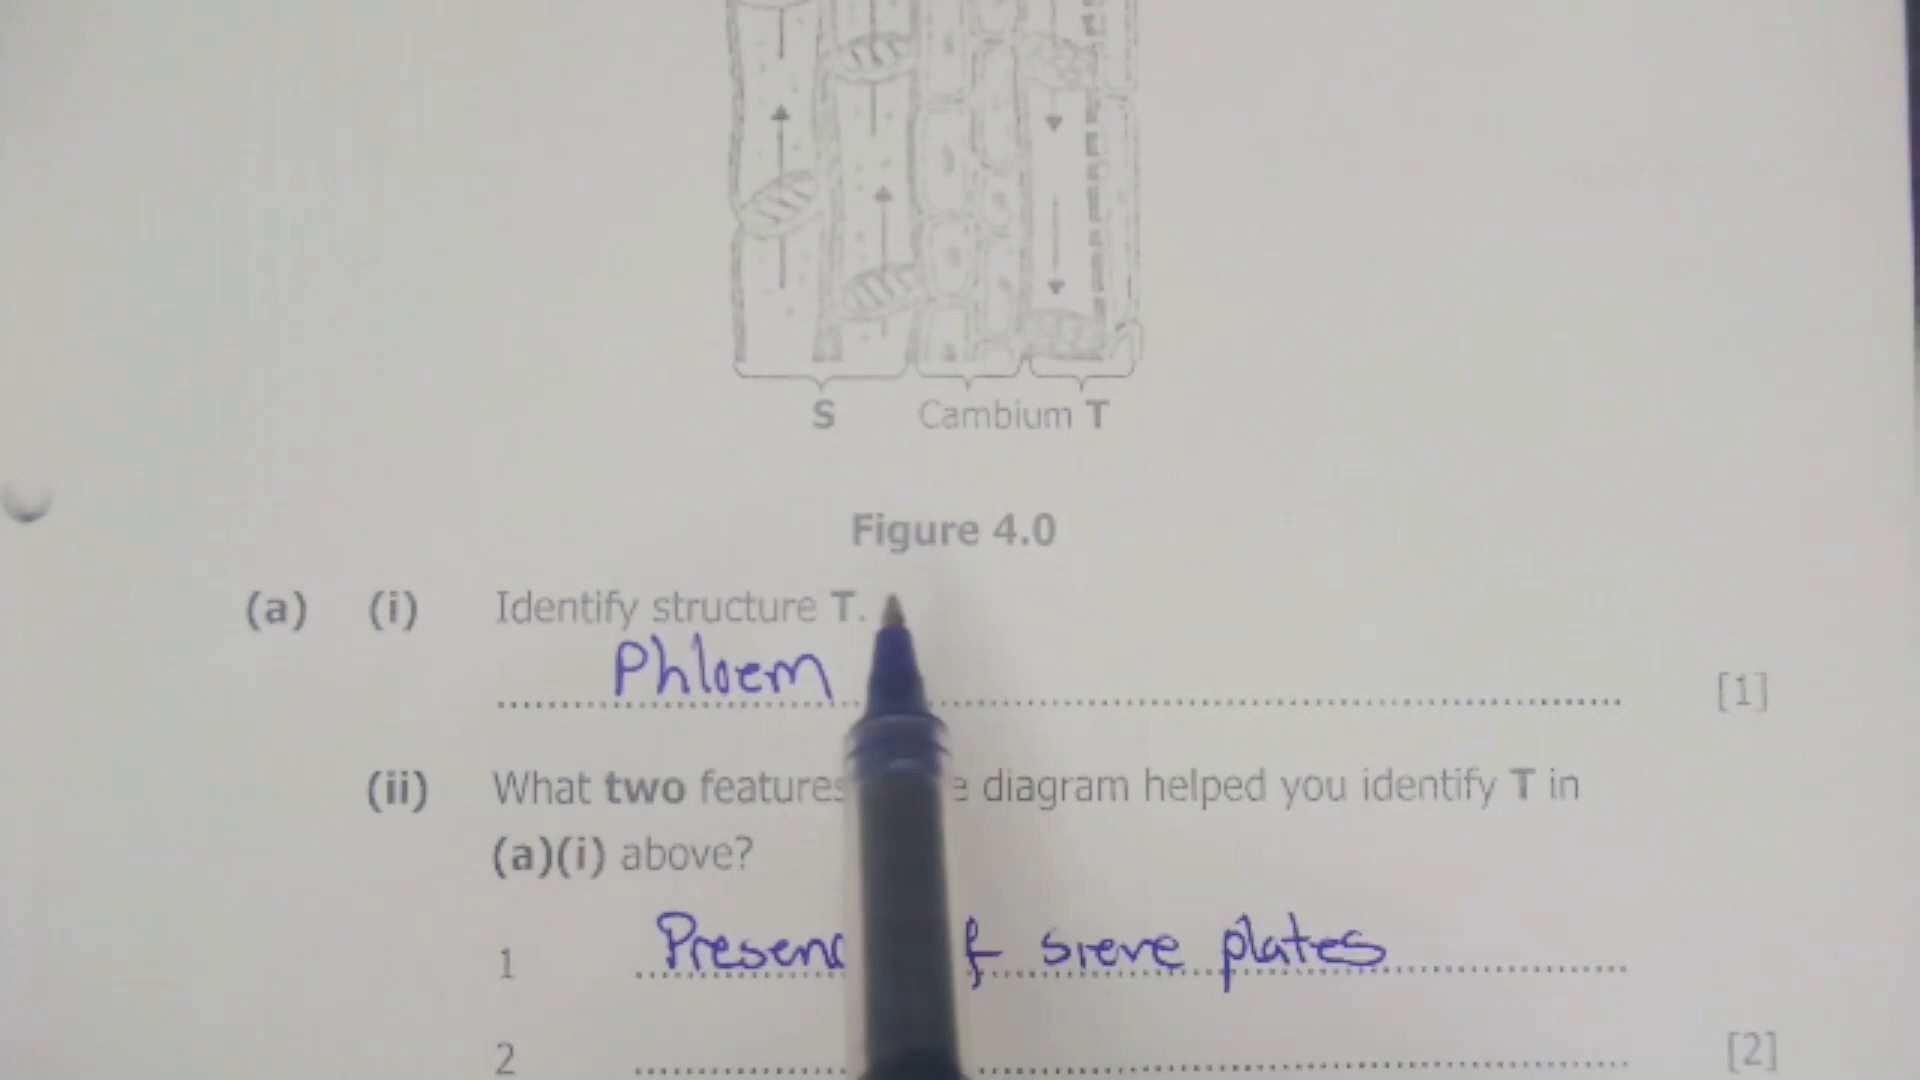 S Cambium T
Figure 4.0
(a) (i) Identify structure T.
Phloem
[1]
(ii) What two features diagram helped you identify T in
(a)(i) above?
1 sieve plates
2 [2]